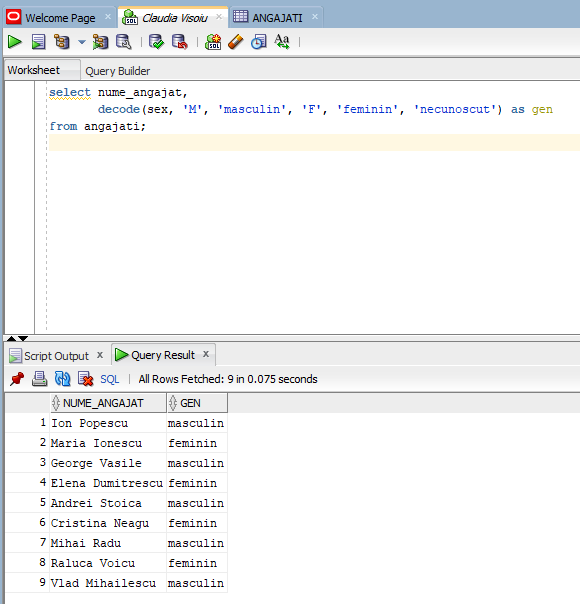 Welcome Page × Claudia Visoiu × ANGAJATI ×
SQL SQL Aa
Worksheet Query Builder
select nume_angajat,
decode(sex, 'M', 'masculin', 'F', 'feminin', 'necunoscut') as gen
from angajati;
Script Output × Query Result ×
SQL | All Rows Fetched: 9 in 0.075 seconds
NUME_ANGAJAT GEN
1 Ion Popescu masculin
2 Maria Ionescu feminin
3 George Vasile masculin
4 Elena Dumitrescu feminin
5 Andrei Stoica masculin
6 Cristina Neagu feminin
7 Mihai Radu masculin
8 Raluca Voicu feminin
9 Vlad Mihailescu masculin